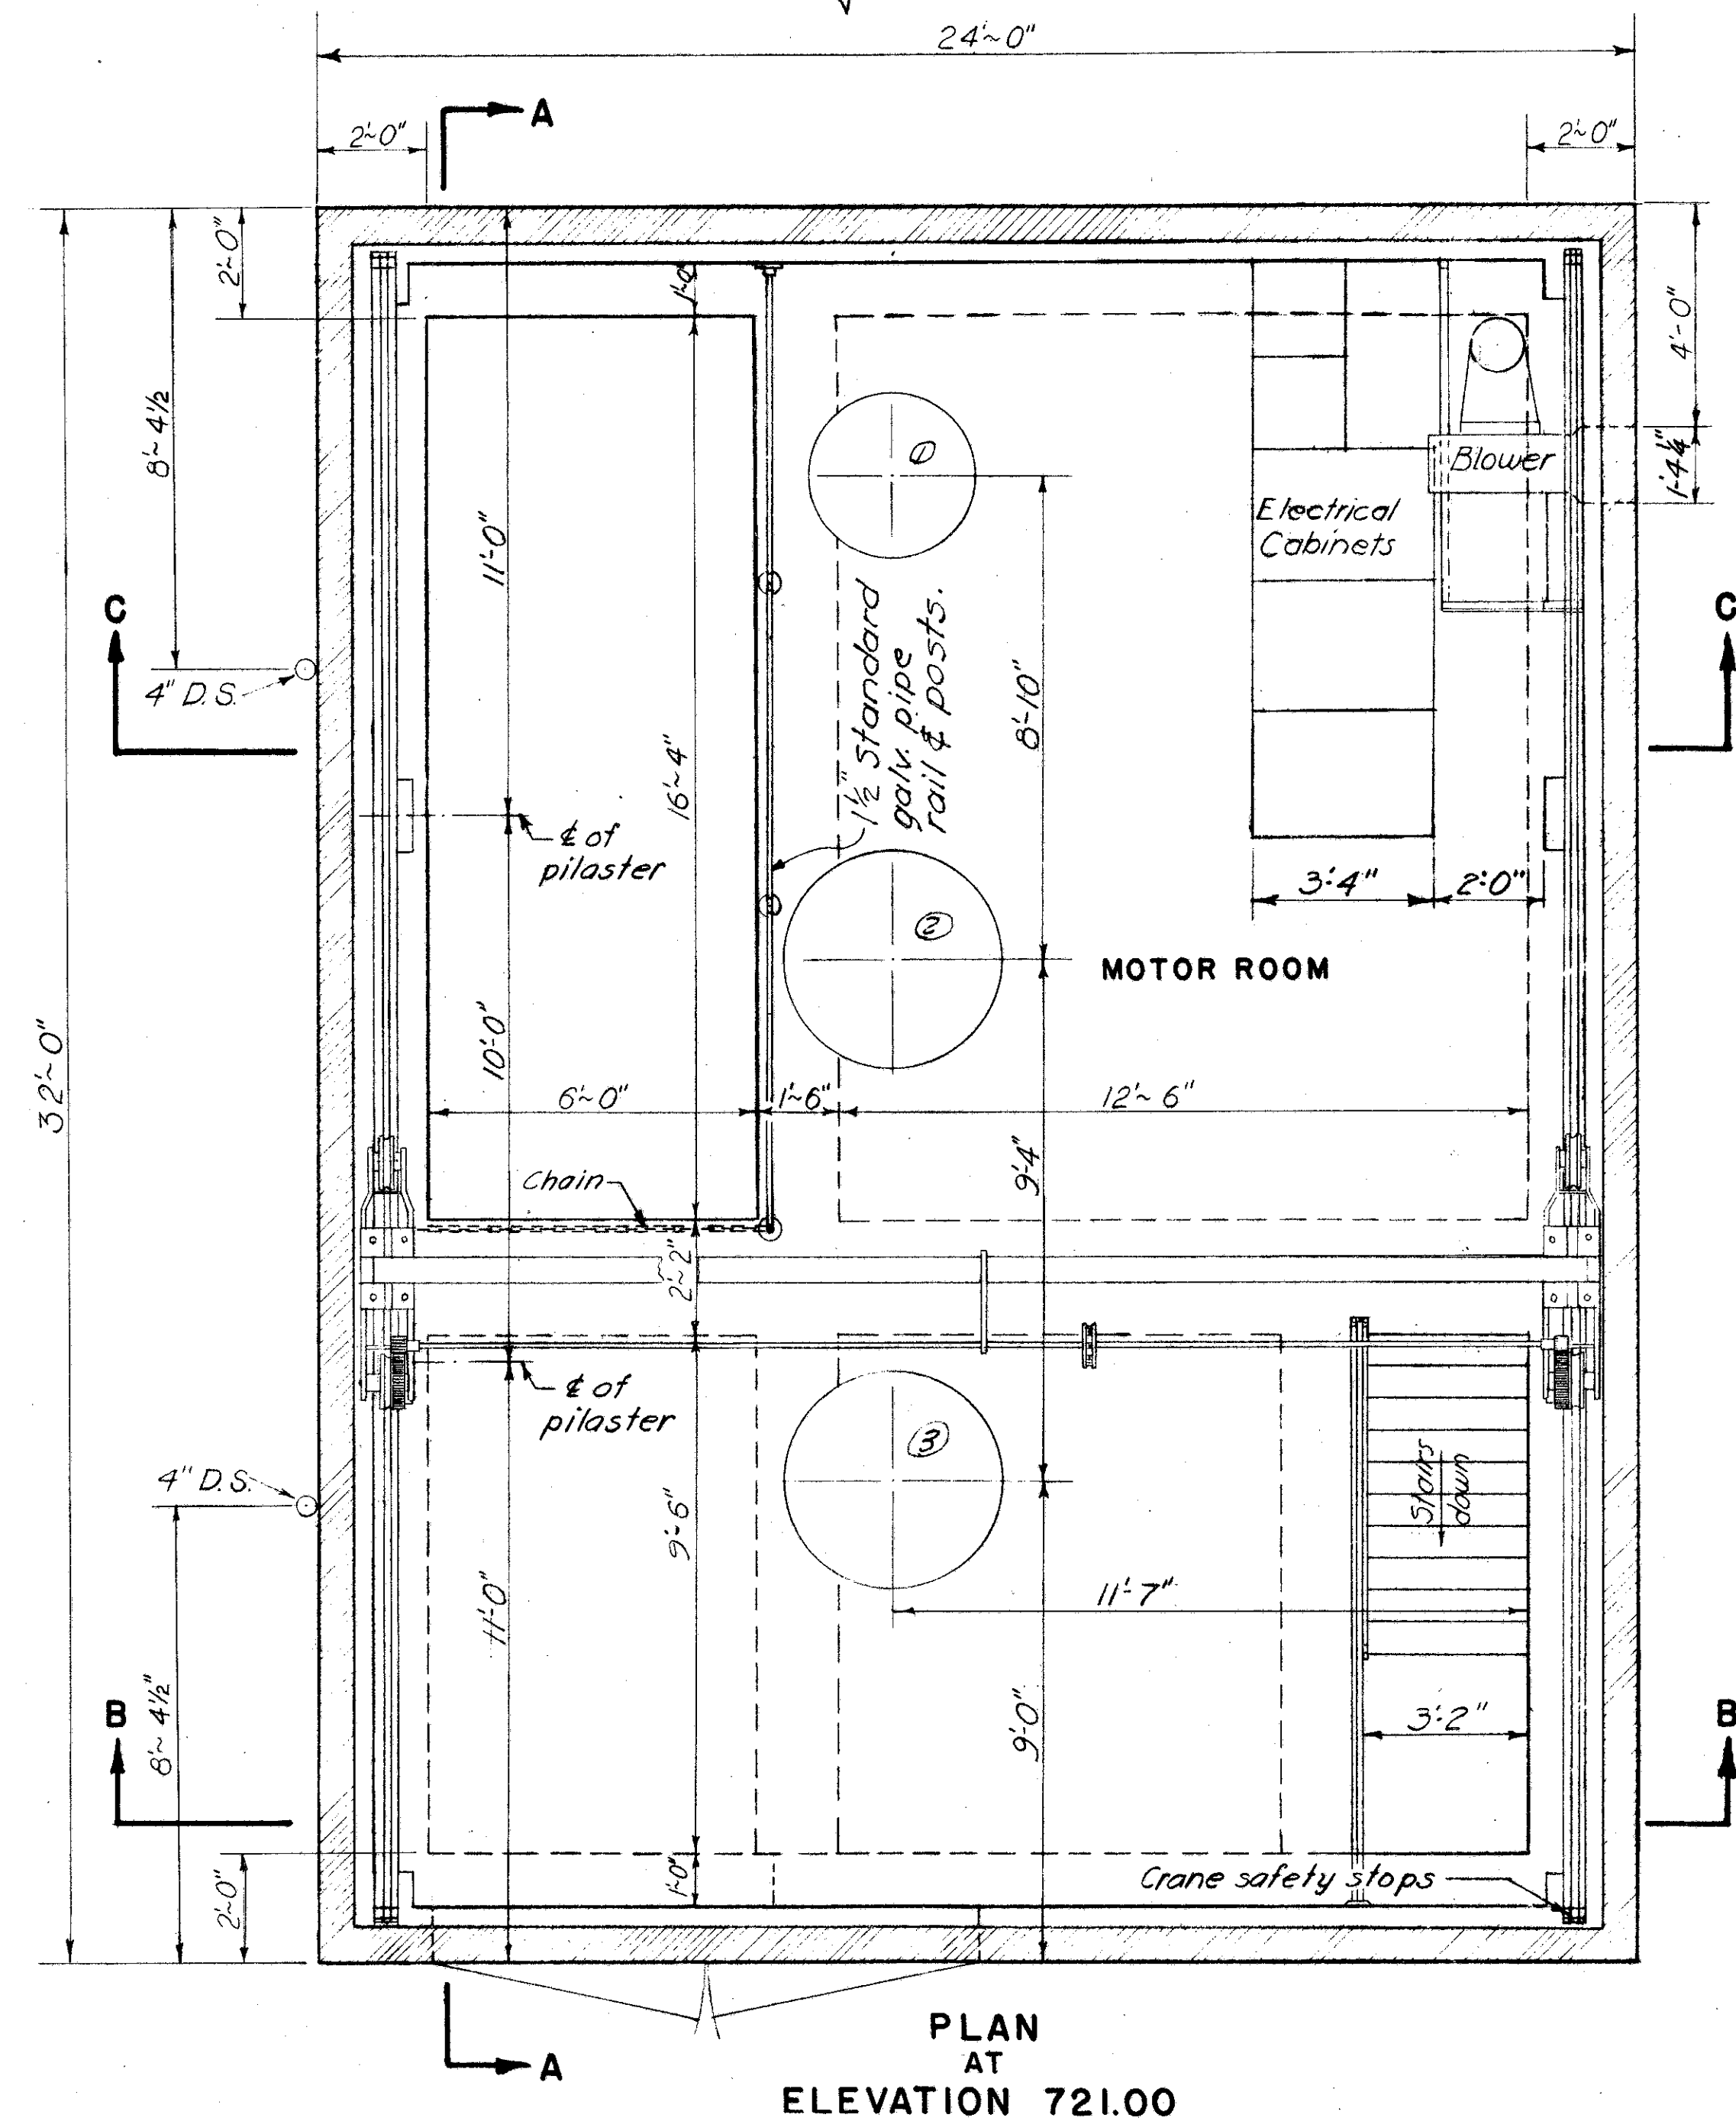 24'~0"
A
2'~0"
2'~0"
2'~0"
1'~0"
4'-0"
8'~4½
①
Blower
1'-4¼"
11'-0"
Electrical
Cabinets
C
C
4" D.S.
1½" standard
galv. pipe
rail & posts.
8'-10"
16'~4"
℄ of
pilaster
3'-4"
2'-0"
②
MOTOR ROOM
10'-0"
32'~0"
6'~0"
1'~6"
12'~6"
9'-4"
Chain
2'~2"
℄ of
pilaster
③
4" D.S.
Stairs
down
9'-6"
11'-7"
11'-0"
B
B
8'~4½"
9'-0"
3'-2"
2'~0"
1'-0"
Crane safety stops
A
PLAN
AT
ELEVATION 721.00